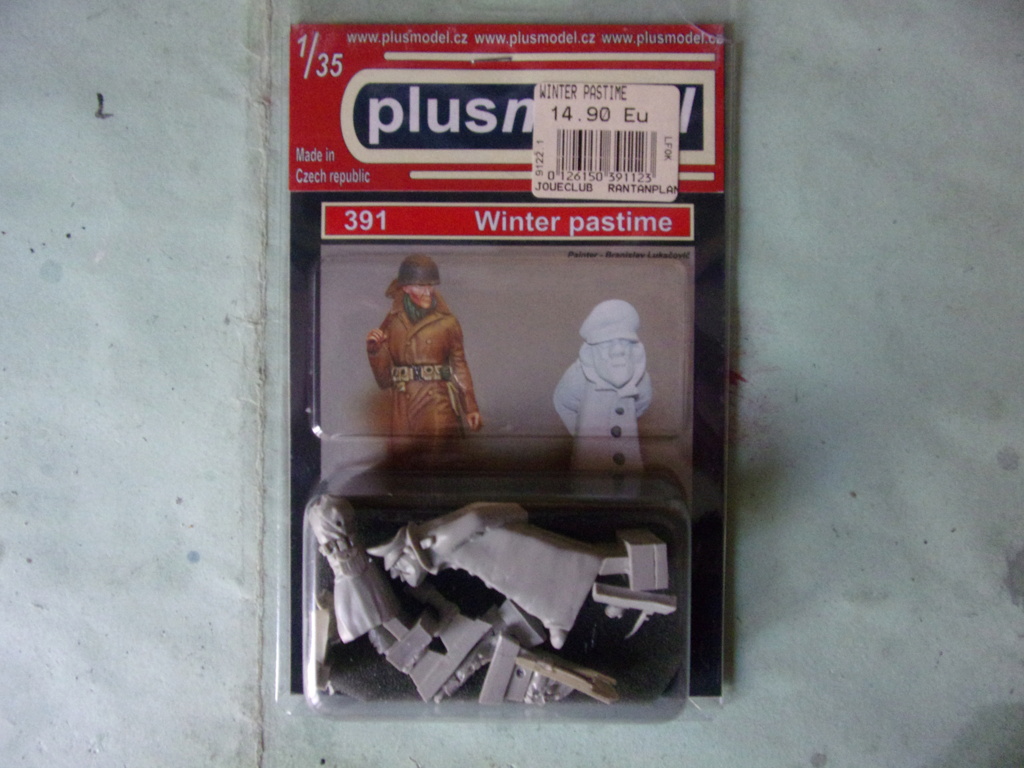 1/35
www.plusmodel.cz www.plusmodel.cz www.plusmodel.cz
plusm
WINTER PASTIME
14.90 Eu
9122.1
LFOK
0 126150 391123
JOUECLUB RANTANPLAN
Made in
Czech republic
391 Winter pastime
Painter - Branislav Lukačovič